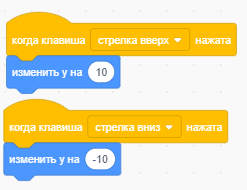 когда клавиша стрелка вверх нажата
изменить y на 10
когда клавиша стрелка вниз нажата
изменить y на -10